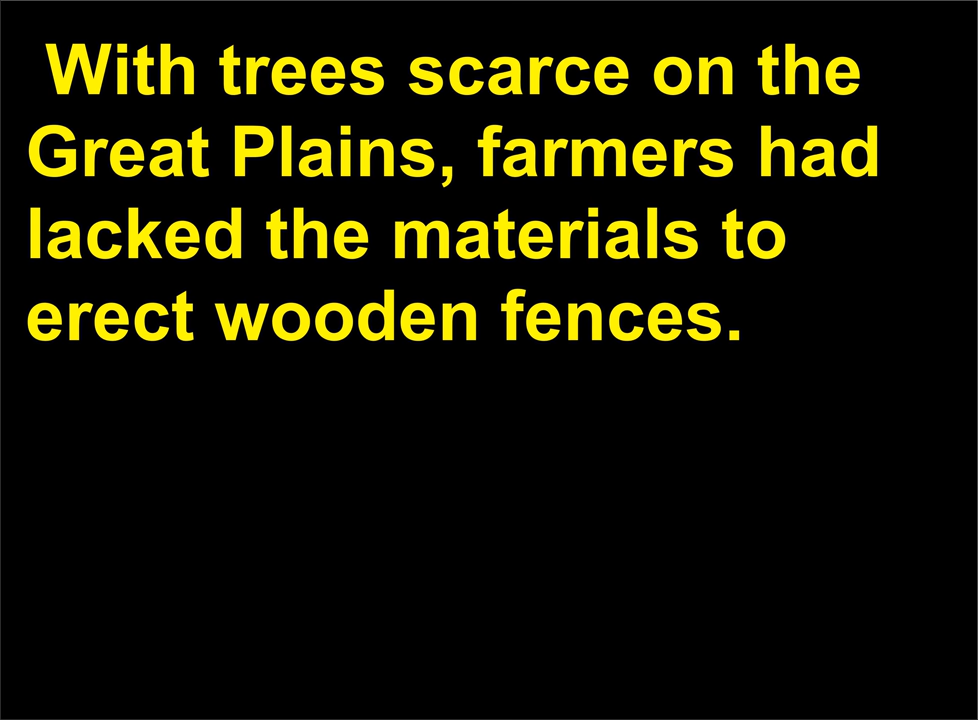 With trees scarce on the
Great Plains, farmers had
lacked the materials to
erect wooden fences.